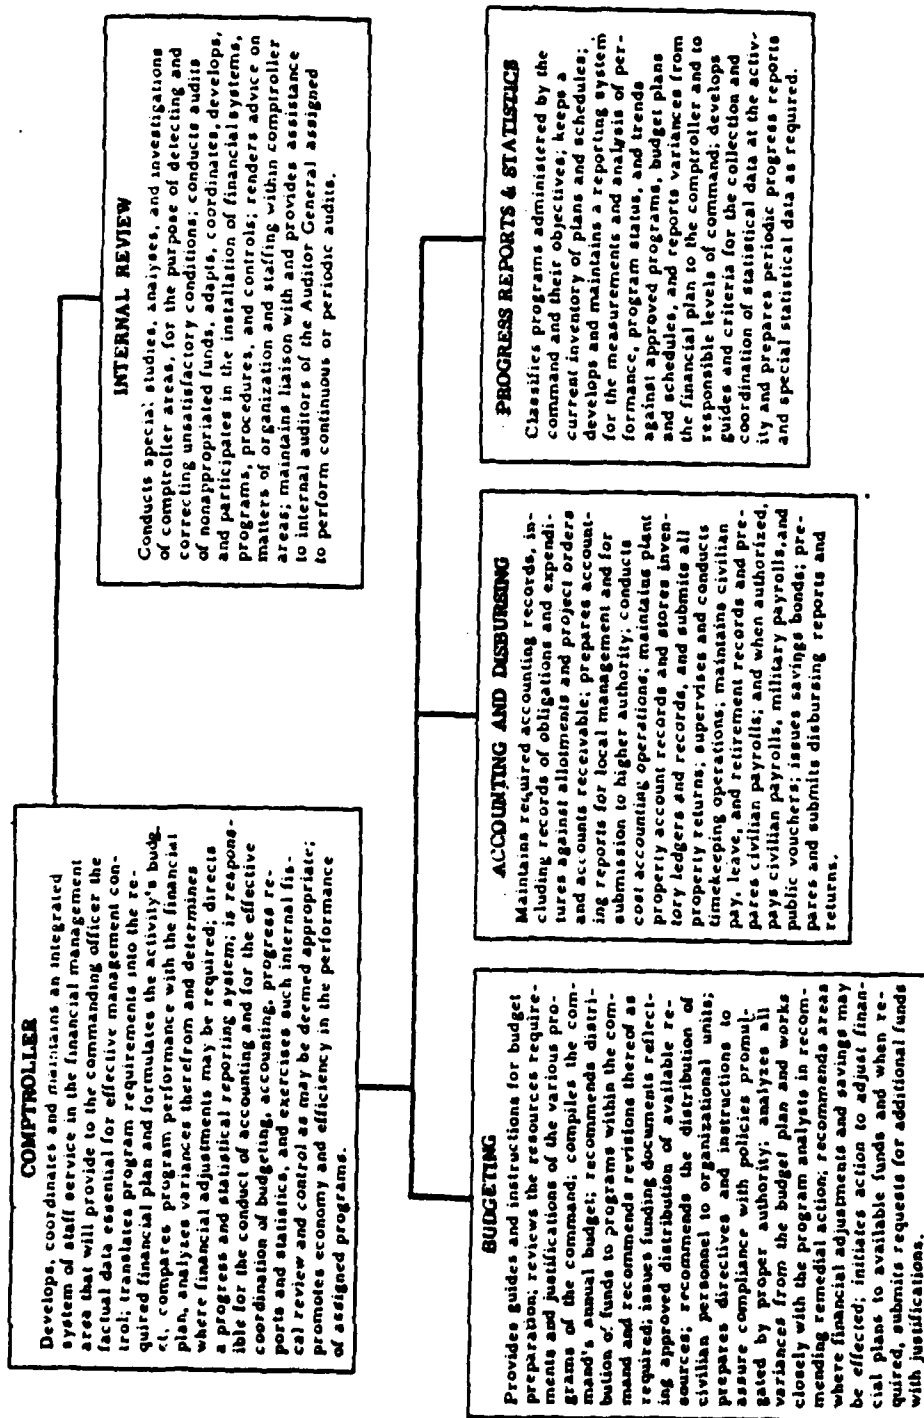 COMPTROLLER
Develops, coordinates and maintains an integrated
system of staff service in the financial management
area that will provide to the commanding officer the
factual data essential for effective management con-
trol; translates program requirements into the re-
quired financial plan and formulates the activity's budg
et, compares program performance with the financial
plan, analyzes variances therefrom and determines
where financial adjustments may be required; directs
a progress and statistical reporting system; is respons-
ible for the conduct of accounting and for the effective
coordination of budgeting, accounting, progress re-
ports and statistics, and exercises such internal fis-
cal review and control as may be deemed appropriate;
promotes economy and efficiency in the performance
of assigned programs.
INTERNAL REVIEW
Conducts special studies, analyses, and investigations
of comptroller areas, for the purpose of detecting and
correcting unsatisfactory conditions; conducts audits
of nonappropriated funds, adapts, coordinates, develops,
and participates in the installation of financial systems,
programs, procedures, and controls; renders advice on
matters of organization and staffing within comptroller
areas; maintains liaison with and provides assistance
to internal auditors of the Auditor General assigned
to perform continuous or periodic audits.
BUDGETING
Provides guides and instructions for budget
preparation; reviews the resources require-
ments and justifications of the various pro-
grams of the command; compiles the com-
mand's annual budget; recommends distri-
bution of funds to programs within the com-
mand and recommends revisions thereof as
required; issues funding documents reflect-
ing approved distribution of available re-
sources; recommends the distribution of
civilian personnel to organizational units;
prepares directives and instructions to
assure compliance with policies promul-
gated by proper authority; analyzes all
variances from the budget plan and works
closely with the program analysts in recom-
mending remedial action; recommends areas
where financial adjustments and savings may
be effected; initiates action to adjust finan-
cial plans to available funds and when re-
quired, submits requests for additional funds
with justifications.
ACCOUNTING AND DISBURSING
Maintains required accounting records, in-
cluding records of obligations and expendi-
tures against allotments and project orders
and accounts receivable; prepares account-
ing reports for local management and for
submission to higher authority; conducts
cost accounting operations; maintains plant
property account records and stores inven-
tory ledgers and records, and submits all
property returns; supervises and conducts
timekeeping operations; maintains civilian
pay, leave, and retirement records and pre-
pares civilian payrolls; and when authorized,
pays civilian payrolls, military payrolls, and
public vouchers; issues savings bonds; pre-
pares and submits disbursing reports and
returns.
PROGRESS REPORTS & STATISTICS
Classifies programs administered by the
command and their objectives; keeps a
current inventory of plans and schedules;
develops and maintains a reporting system
for the measurements and analysis of per-
formance, program status, and trends
against approved programs, budget plans
and schedules, and reports variances from
the financial plan to the comptroller and to
responsible levels of command; develops
guides and criteria for the collection and
coordination of statistical data at the activ-
ity and prepares periodic progress reports
and special statistical data as required.